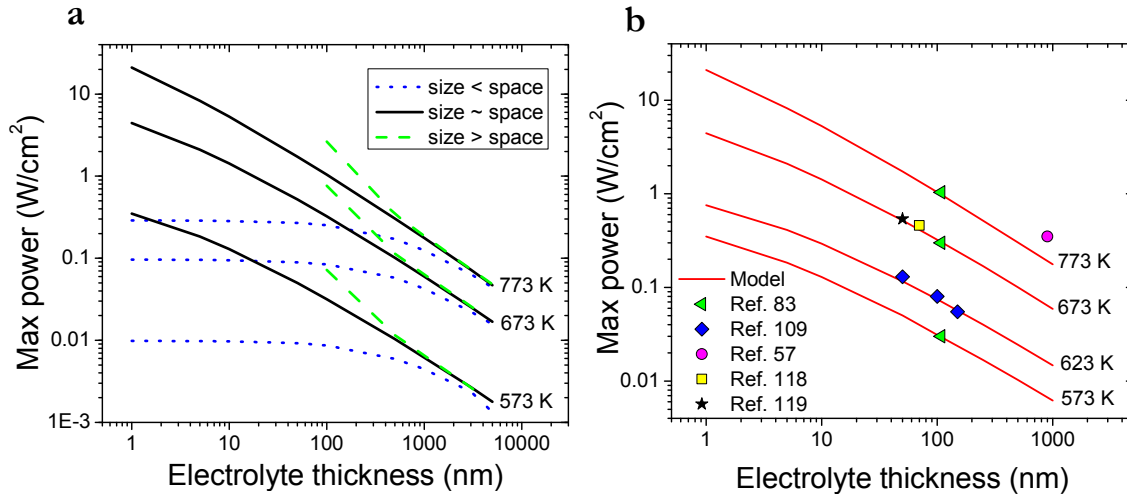 a
Max power (W/cm²)
10
1
0.1
0.01
1E-3
size < space
size ~ space
size > space
773 K
673 K
573 K
1
10
100
1000
10000
Electrolyte thickness (nm)
b
Max power (W/cm²)
10
1
0.1
0.01
773 K
673 K
623 K
573 K
Model
Ref. 83
Ref. 109
Ref. 57
Ref. 118
Ref. 119
1
10
100
1000
Electrolyte thickness (nm)